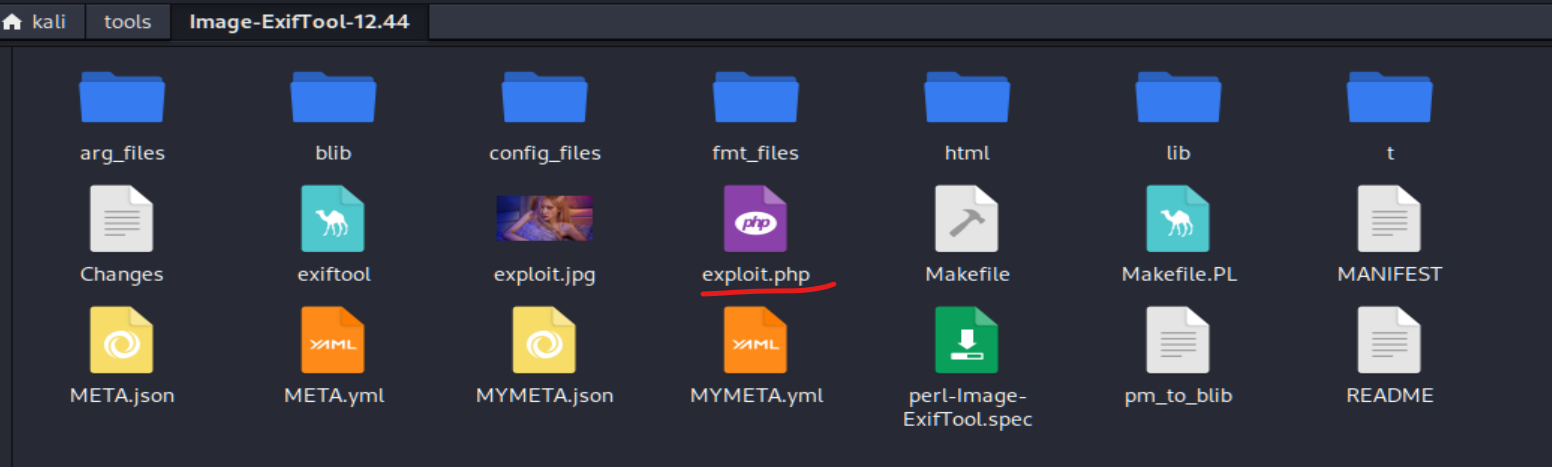 kali tools Image-ExifTool-12.44
arg_files blib config_files fmt_files html lib t
php
Changes exiftool exploit.jpg exploit.php Makefile Makefile.PL MANIFEST
YAML YAML
META.json META.yml MYMETA.json MYMETA.yml perl-Image- pm_to_blib README
ExifTool.spec